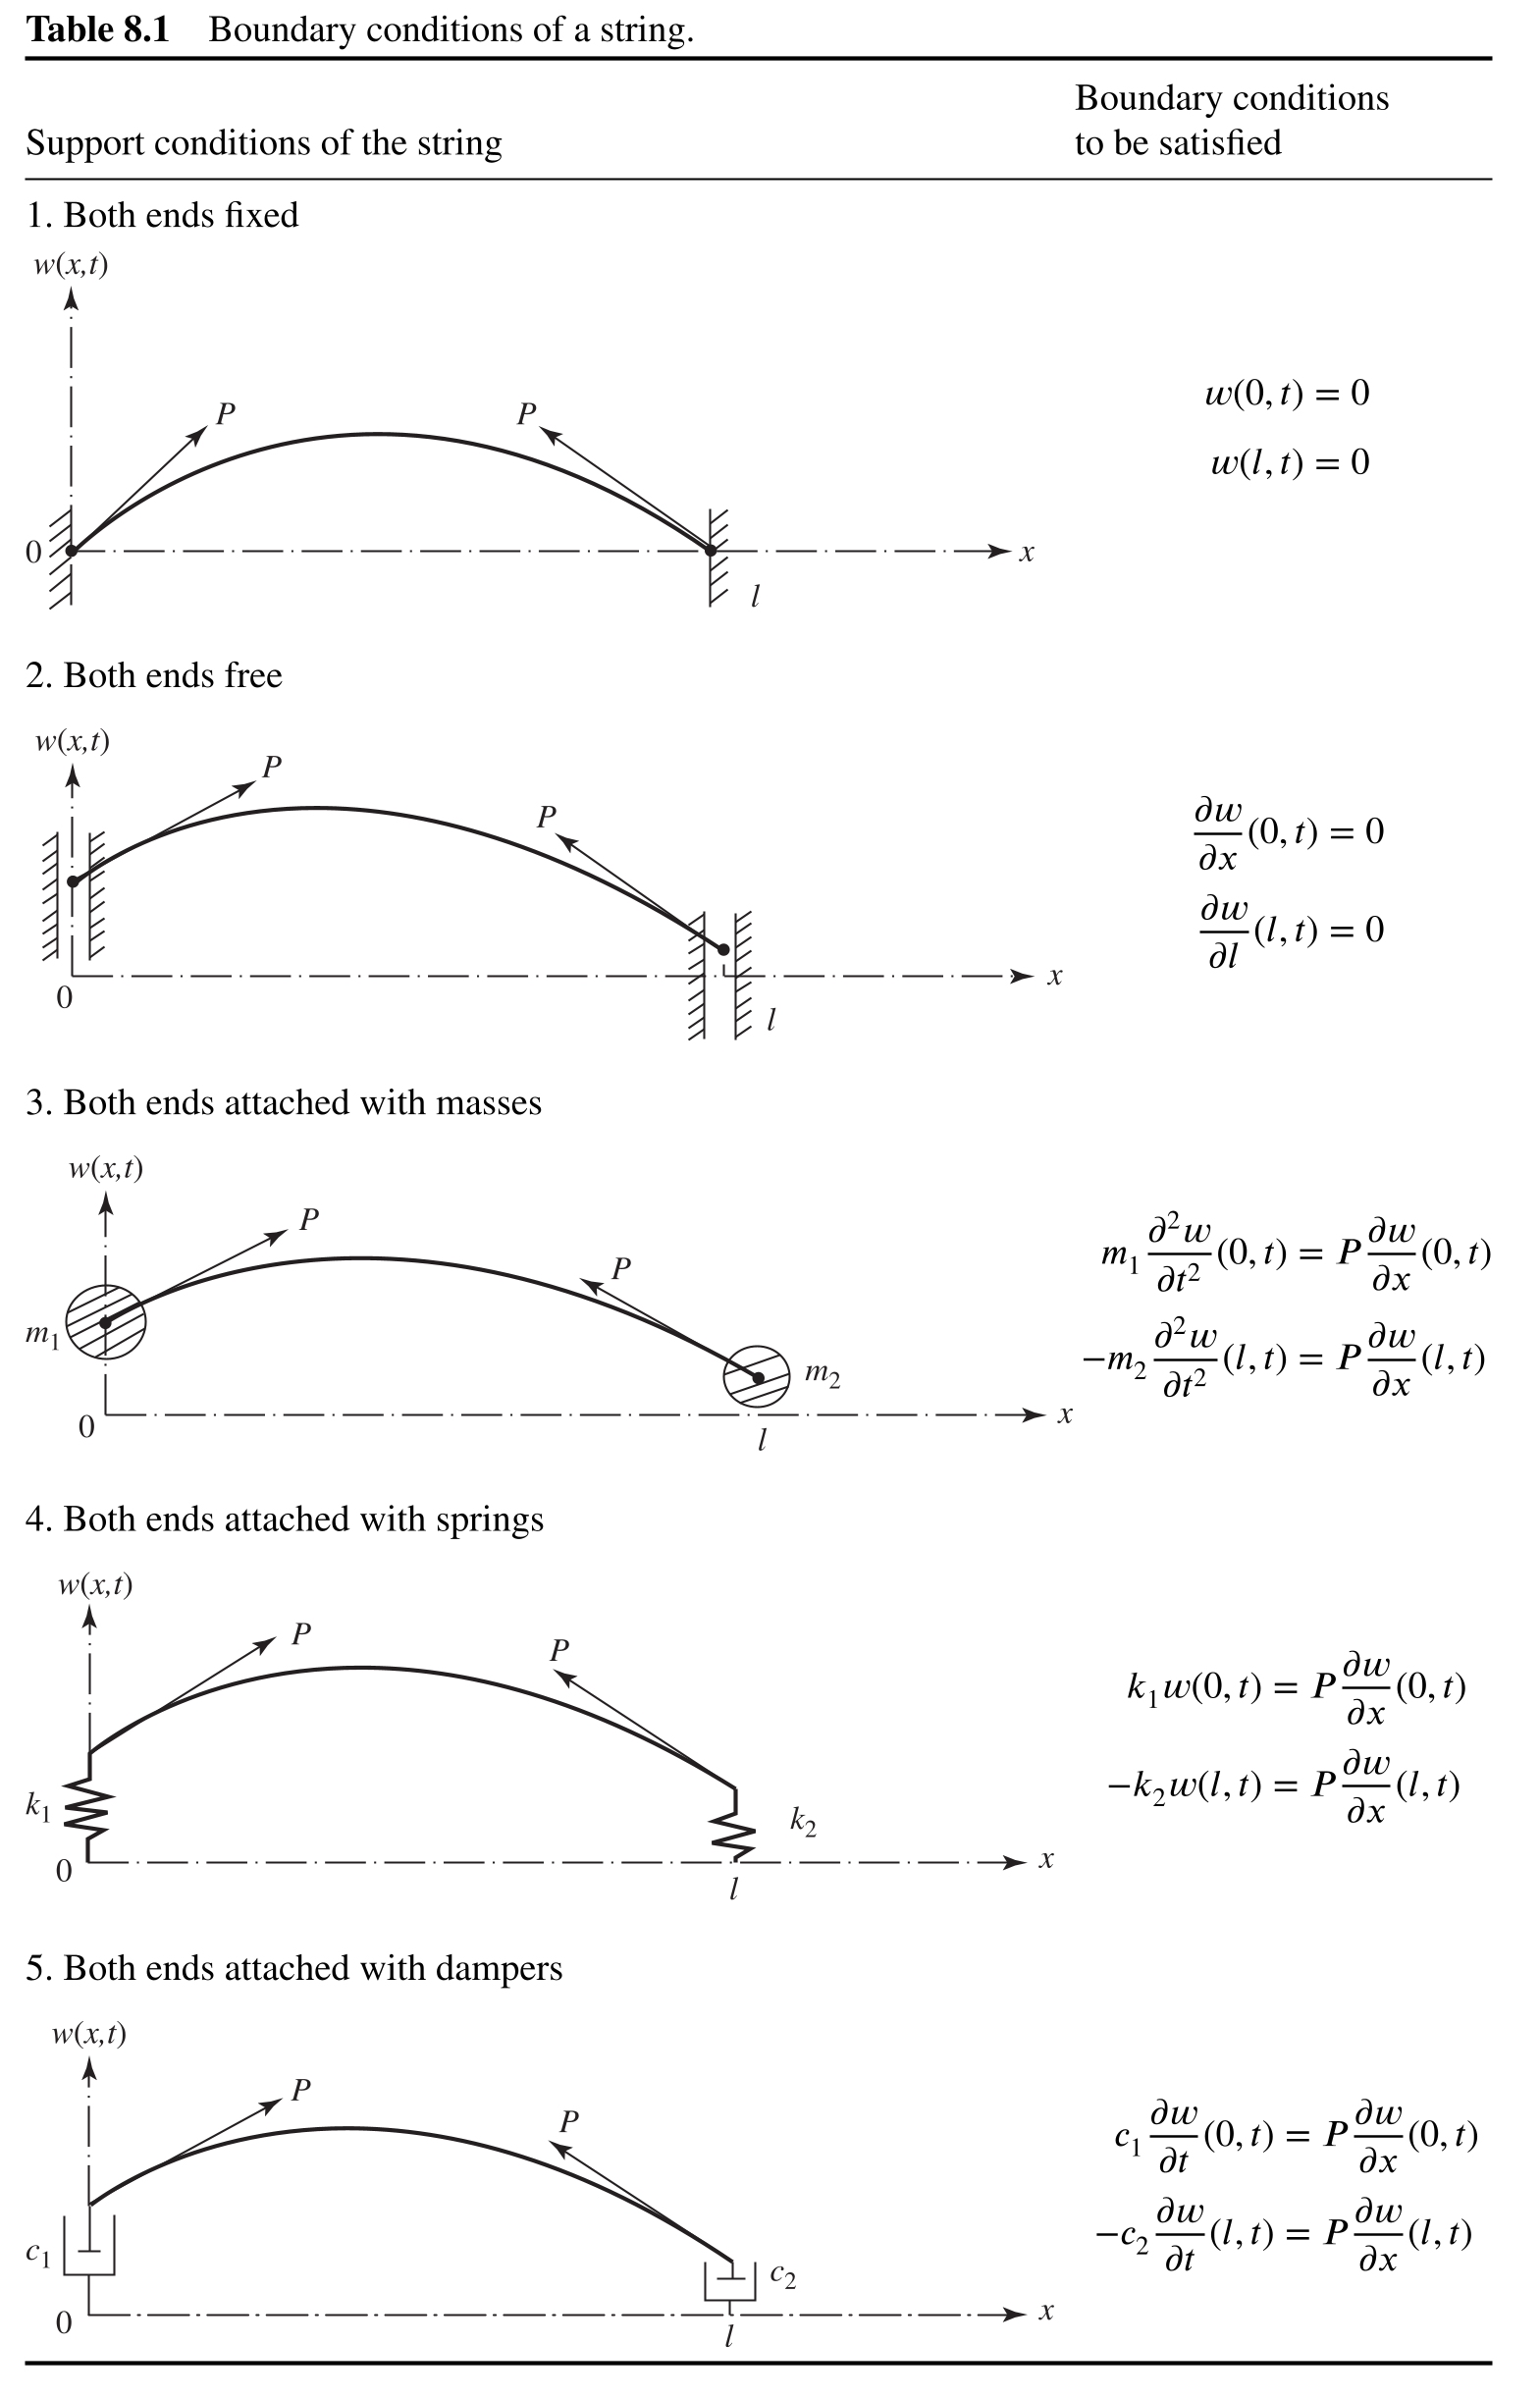 Table 8.1 Boundary conditions of a string.
Support conditions of the string
Boundary conditions
to be satisfied
1. Both ends fixed
w(x,t)
P
P
0
x
l
w(0, t) = 0
w(l, t) = 0
2. Both ends free
w(x,t)
P
P
0
x
l
∂w/∂x (0, t) = 0
∂w/∂l (l, t) = 0
3. Both ends attached with masses
w(x,t)
P
P
m₁
m₂
0
x
l
m₁ ∂²w/∂t² (0, t) = P ∂w/∂x (0, t)
−m₂ ∂²w/∂t² (l, t) = P ∂w/∂x (l, t)
4. Both ends attached with springs
w(x,t)
P
P
k₁
k₂
0
x
l
k₁w(0, t) = P ∂w/∂x (0, t)
−k₂w(l, t) = P ∂w/∂x (l, t)
5. Both ends attached with dampers
w(x,t)
P
P
c₁
c₂
0
x
l
c₁ ∂w/∂t (0, t) = P ∂w/∂x (0, t)
−c₂ ∂w/∂t (l, t) = P ∂w/∂x (l, t)